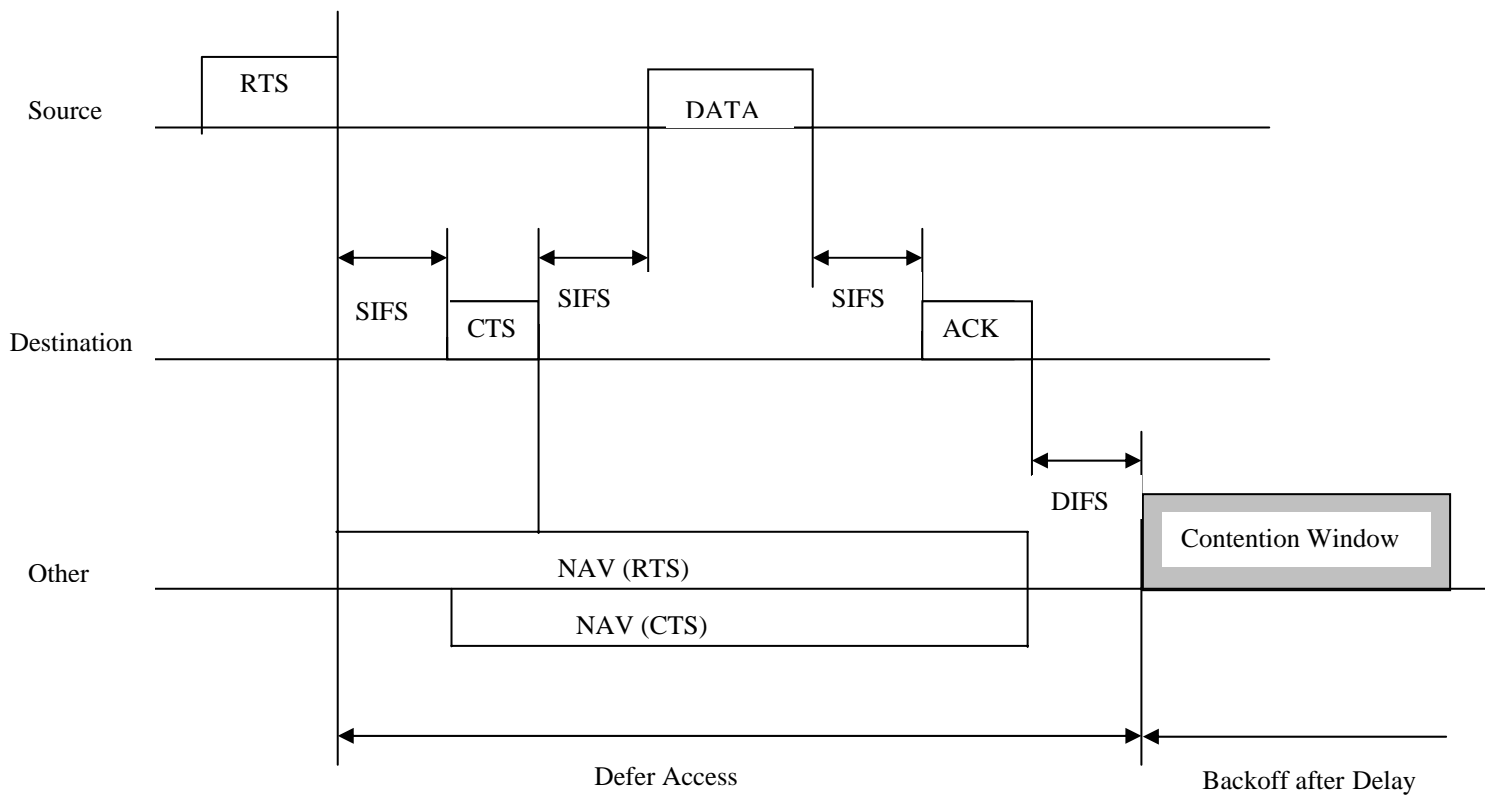 RTS
Source
DATA
SIFS
SIFS
SIFS
CTS
ACK
Destination
DIFS
Contention Window
Other
NAV (RTS)
NAV (CTS)
Defer Access
Backoff after Delay